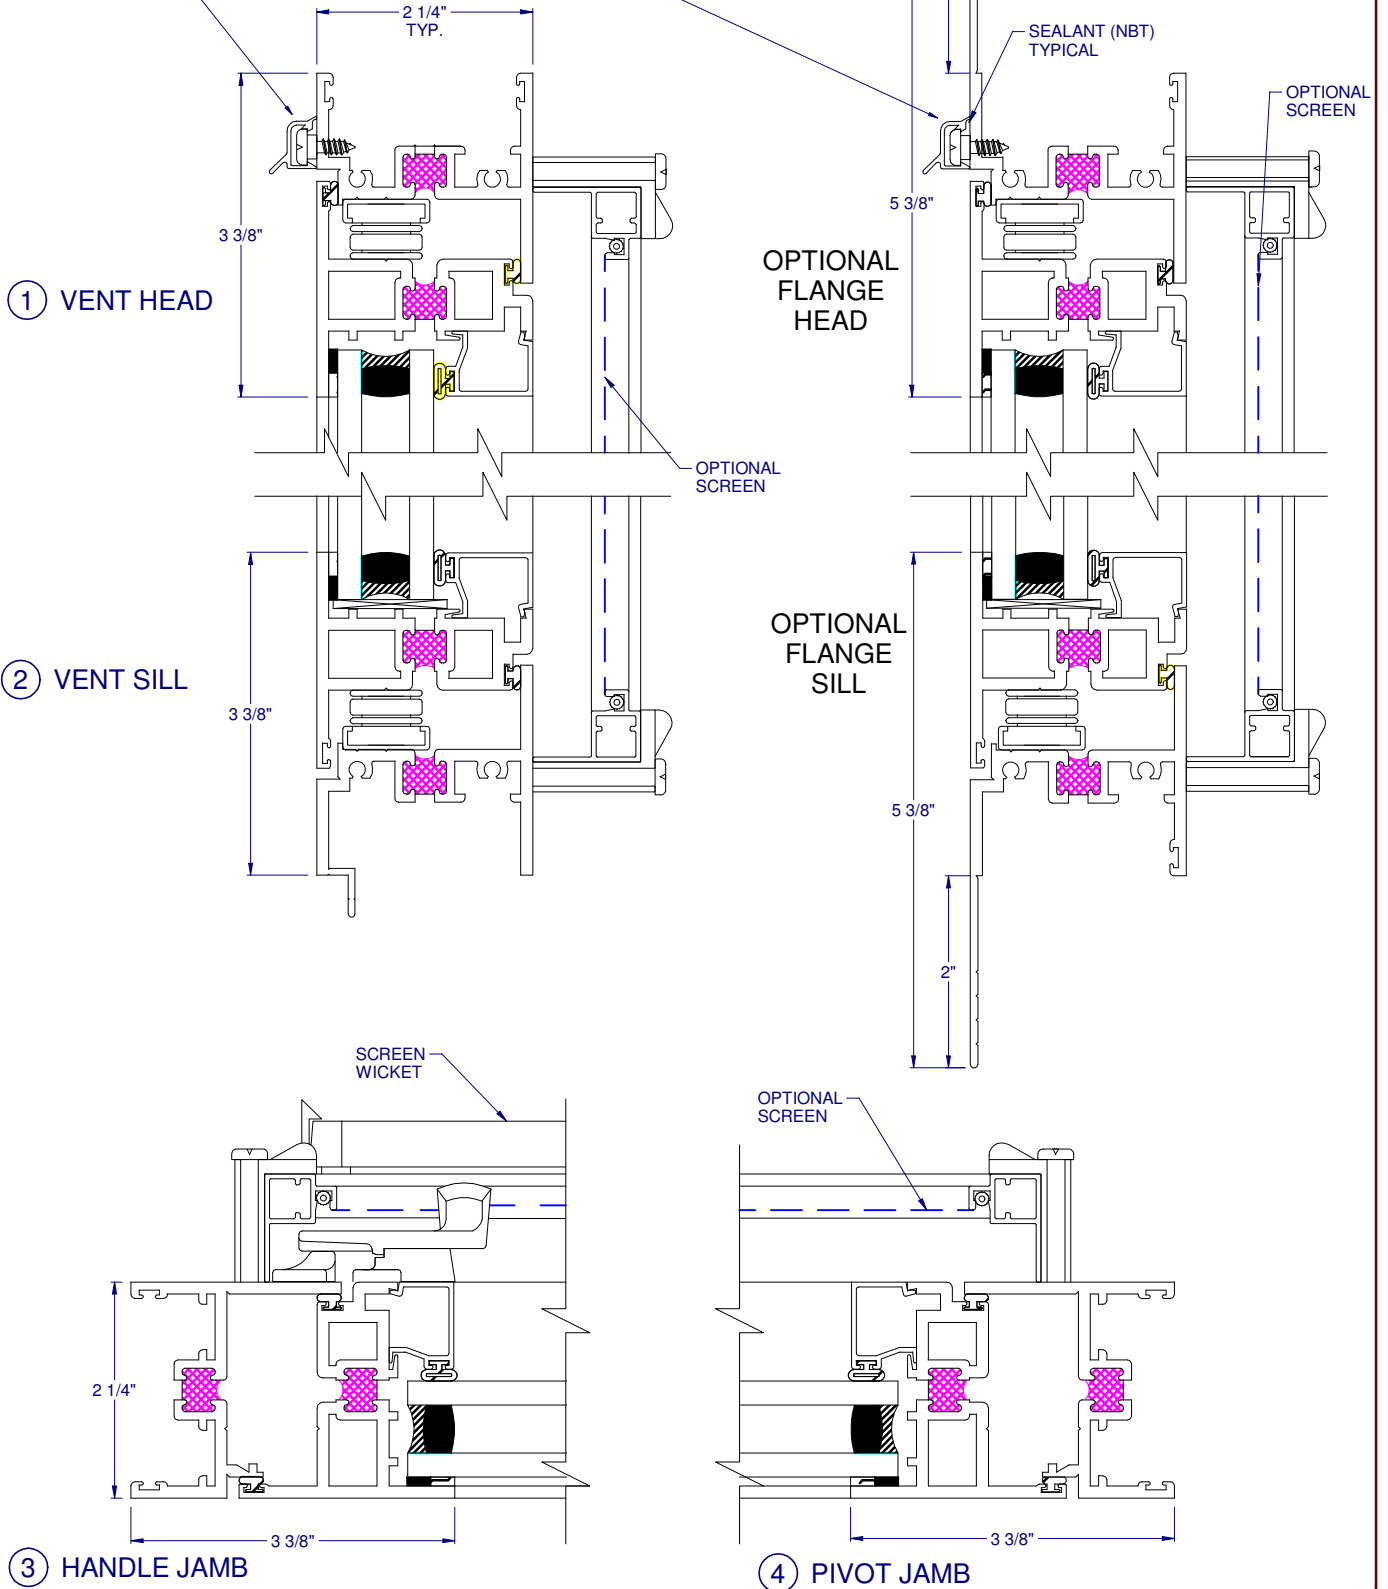 2 1/4"
TYP.
SEALANT (NBT)
TYPICAL
OPTIONAL
SCREEN
3 3/8"
5 3/8"
1 VENT HEAD
OPTIONAL
FLANGE
HEAD
OPTIONAL
SCREEN
OPTIONAL
FLANGE
SILL
2 VENT SILL
3 3/8"
5 3/8"
2"
SCREEN
WICKET
OPTIONAL
SCREEN
2 1/4"
3 3/8"
3 3/8"
3 HANDLE JAMB
4 PIVOT JAMB